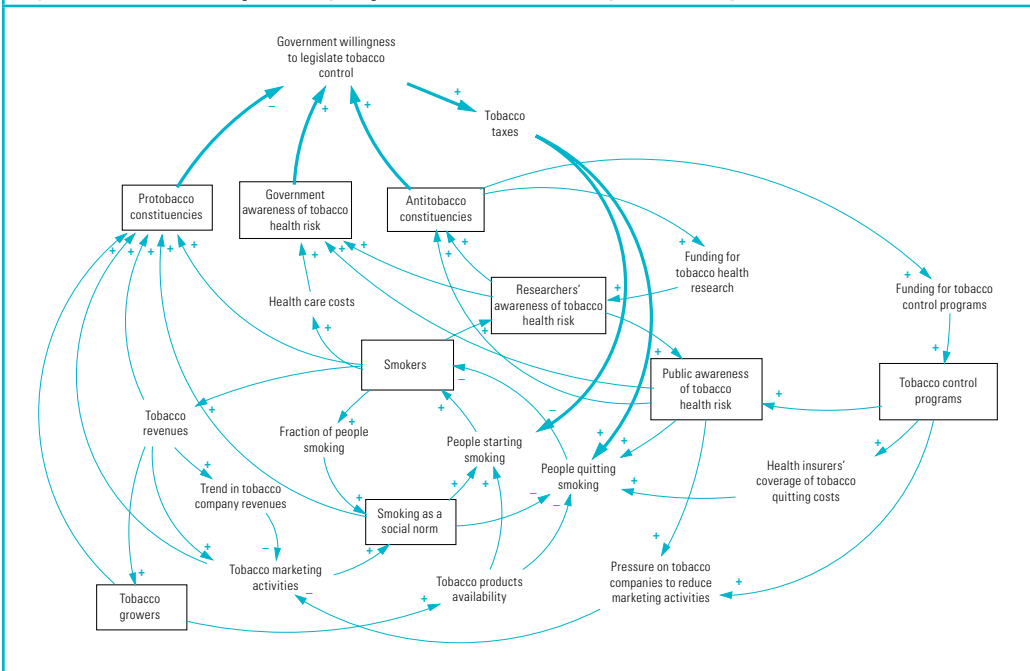 Government willingness
to legislate tobacco
control
–
+
+
+
Tobacco
taxes
Protobacco
constituencies
Government
awareness of tobacco
health risk
Antitobacco
constituencies
+
+
+
+
+
+
+
+
+
+
+
Funding for
tobacco health
research
+
Researchers'
awareness of tobacco
health risk
+
+
Funding for tobacco
control programs
Health care costs
+
+
+
Smokers
–
+
Public awareness
of tobacco
health risk
+
Tobacco control
programs
+
Tobacco
revenues
+
Fraction of people
smoking
+
+
People starting
smoking
–
+
+
People quitting
smoking
+
+
Health insurers'
coverage of tobacco
quitting costs
+
Trend in tobacco
company revenues
+
Smoking as a
social norm
+
+
–
–
+
–
+
Tobacco marketing
activities
–
+
Tobacco products
availability
+
+
Pressure on tobacco
companies to reduce
marketing activities
+
+
Tobacco
growers